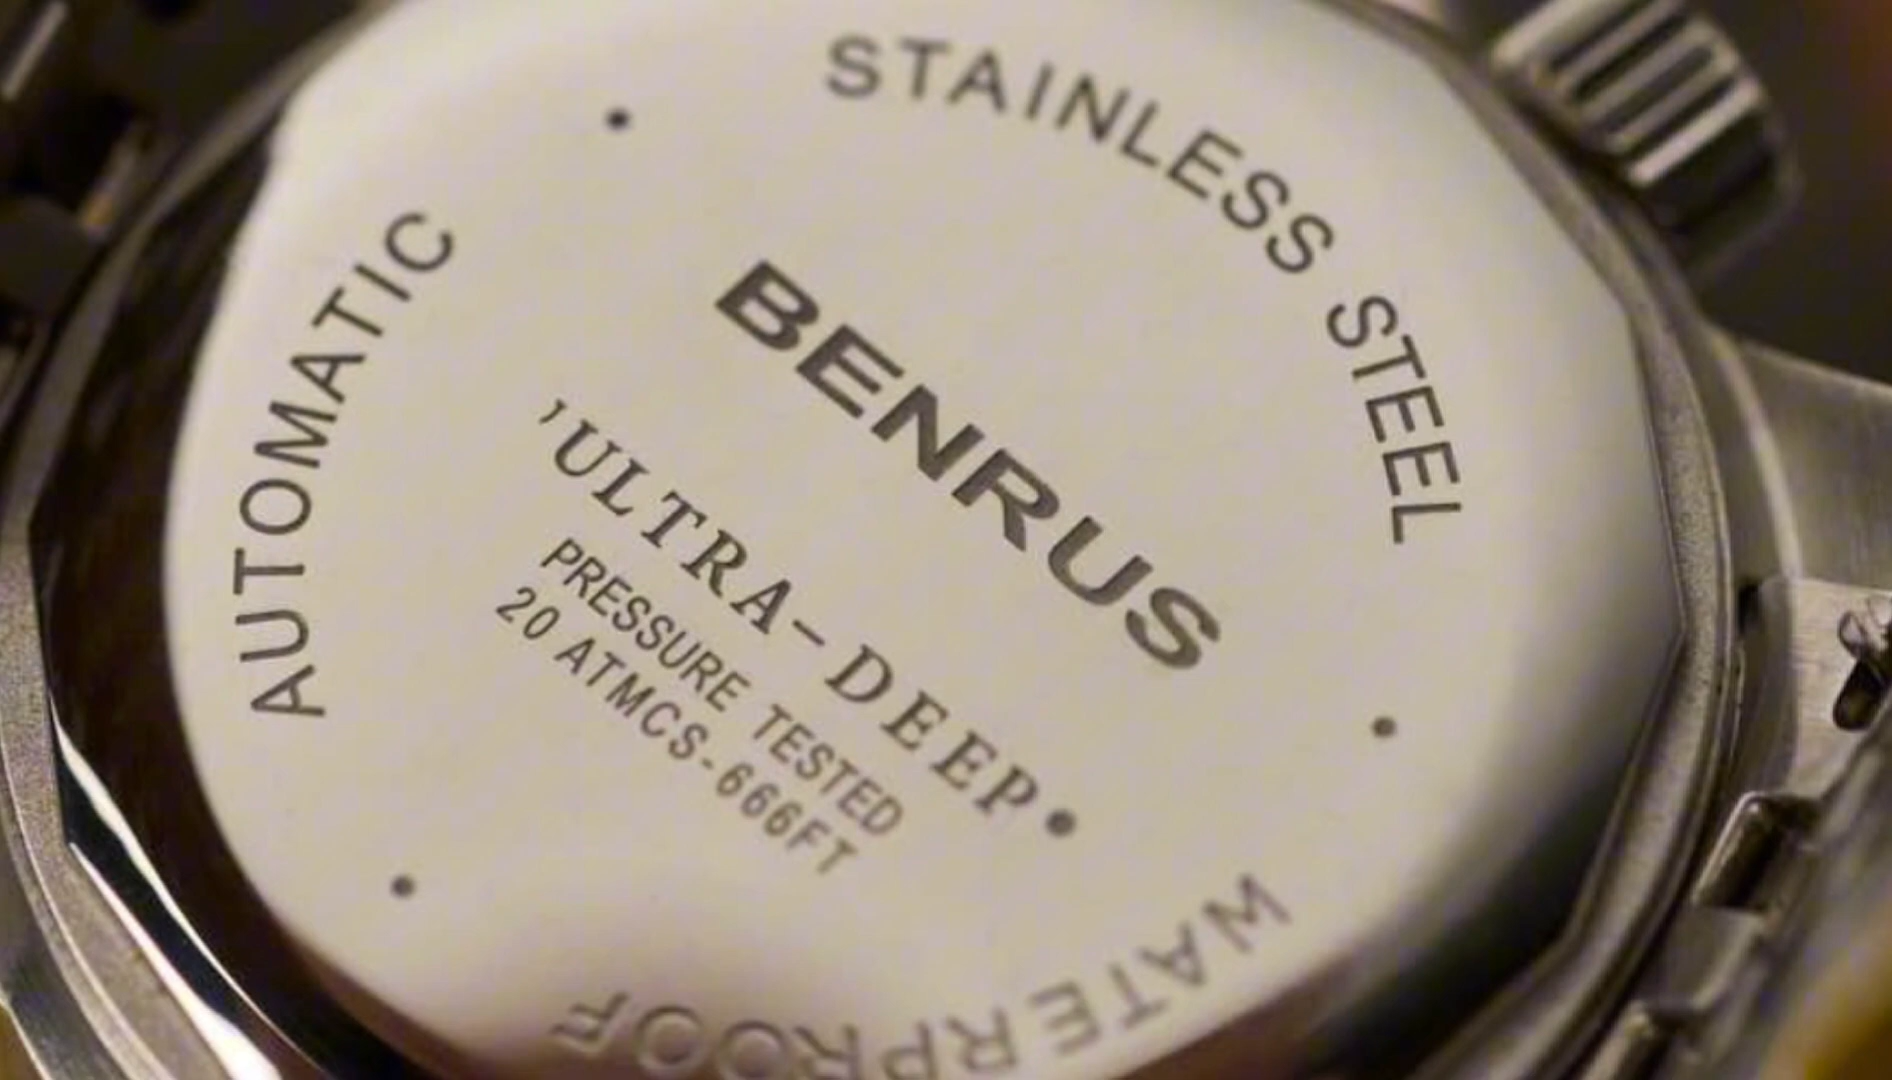 STAINLESS STEEL
AUTOMATIC
BENRUS
'ULTRA-DEEP•
PRESSURE TESTED
20 ATMCS-666FT
WATERPROOF